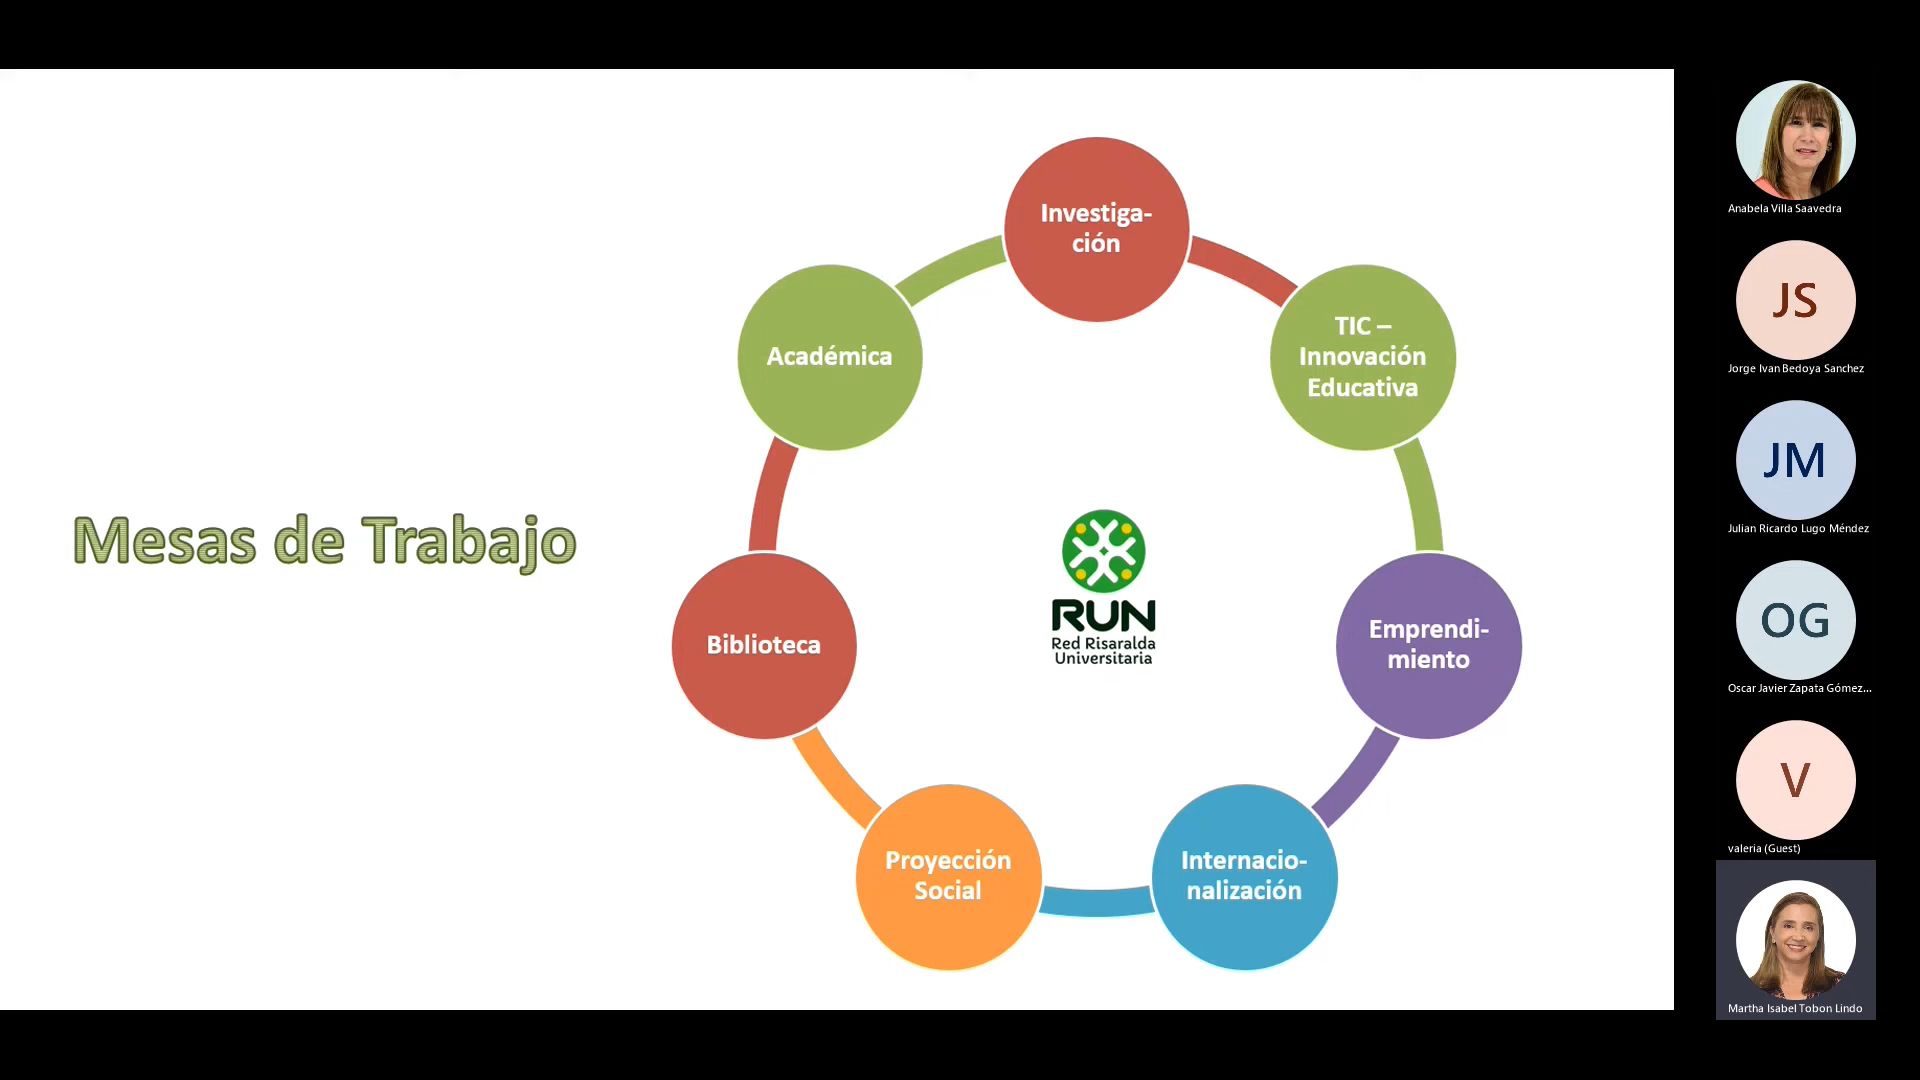 Mesas de Trabajo
Investiga-
ción
TIC –
Innovación
Educativa
Emprendi-
miento
Internacio-
nalización
Proyección
Social
Biblioteca
Académica
RUN
Red Risaralda
Universitaria
Anabela Villa Saavedra
JS
Jorge Ivan Bedoya Sanchez
JM
Julian Ricardo Lugo Méndez
OG
Oscar Javier Zapata Gómez...
V
valeria (Guest)
Martha Isabel Tobon Lindo